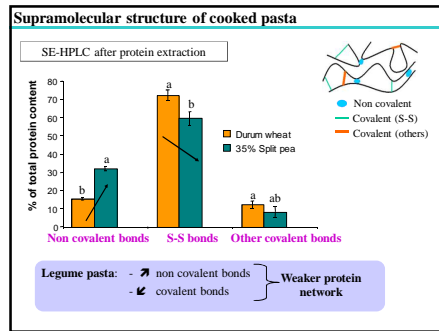 Supramolecular structure of cooked pasta
SE-HPLC after protein extraction
% of total protein content
80
70
60
50
40
30
20
10
0
b
a
a
b
a
ab
Durum wheat
35% Split pea
Non covalent bonds
S-S bonds
Other covalent bonds
Non covalent
Covalent (S-S)
Covalent (others)
Legume pasta: - ↗ non covalent bonds
- ↙ covalent bonds
Weaker protein
network